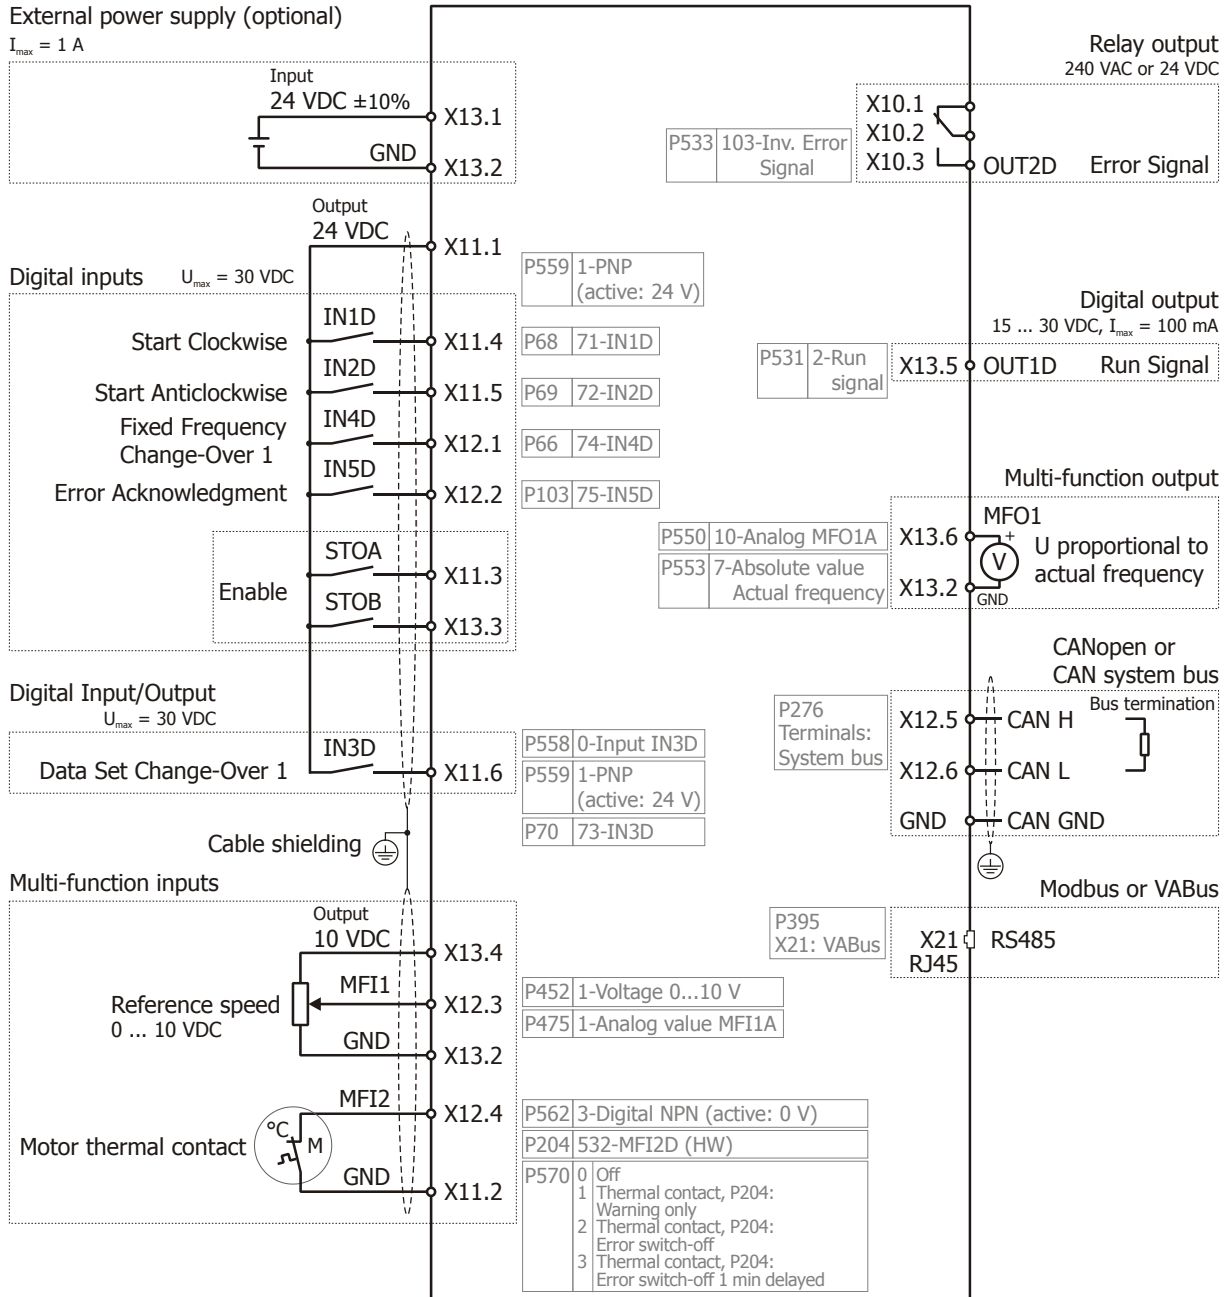 External power supply (optional)
Imax = 1 A
Input
24 VDC ±10%
X13.1
GND
X13.2
Relay output
240 VAC or 24 VDC
X10.1
X10.2
X10.3
OUT2D
Error Signal
P533
103-Inv. Error
Signal
Output
24 VDC
X11.1
Digital inputs
Umax = 30 VDC
P559
1-PNP
(active: 24 V)
IN1D
Start Clockwise
X11.4
P68
71-IN1D
IN2D
Start Anticlockwise
X11.5
P69
72-IN2D
IN4D
Fixed Frequency
Change-Over 1
X12.1
P66
74-IN4D
IN5D
Error Acknowledgment
X12.2
P103
75-IN5D
STOA
X11.3
Enable
STOB
X13.3
Digital output
15 ... 30 VDC, Imax = 100 mA
P531
2-Run
signal
X13.5
OUT1D
Run Signal
Multi-function output
MFO1
P550
10-Analog MFO1A
X13.6
+
V
U proportional to
actual frequency
P553
7-Absolute value
Actual frequency
X13.2
GND
Digital Input/Output
Umax = 30 VDC
IN3D
Data Set Change-Over 1
X11.6
P558
0-Input IN3D
P559
1-PNP
(active: 24 V)
P70
73-IN3D
Cable shielding
CANopen or
CAN system bus
Bus termination
P276
Terminals:
System bus
X12.5
CAN H
X12.6
CAN L
GND
CAN GND
Multi-function inputs
Output
10 VDC
X13.4
MFI1
Reference speed
0 ... 10 VDC
X12.3
P452
1-Voltage 0...10 V
P475
1-Analog value MFI1A
GND
X13.2
Modbus or VABus
P395
X21: VABus
X21
RJ45
RS485
MFI2
X12.4
°C
M
Motor thermal contact
GND
X11.2
P562
3-Digital NPN (active: 0 V)
P204
532-MFI2D (HW)
P570
0 Off
1 Thermal contact, P204:
Warning only
2 Thermal contact, P204:
Error switch-off
3 Thermal contact, P204:
Error switch-off 1 min delayed